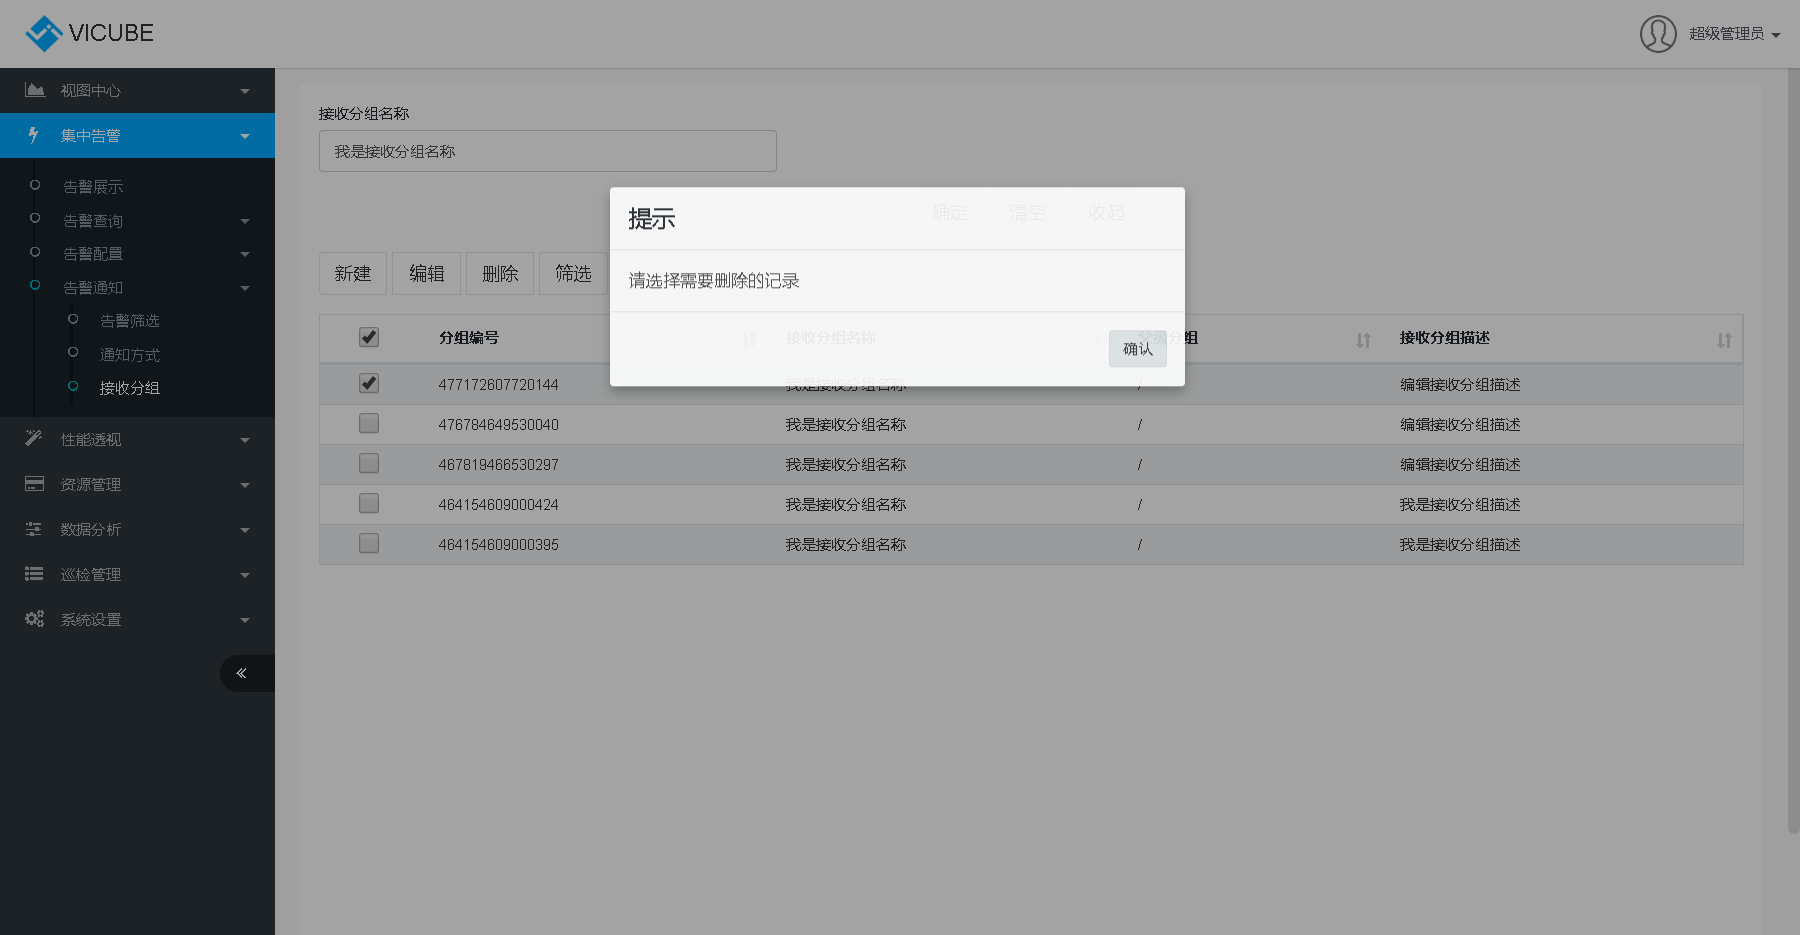 VICUBE
超级管理员
视图中心
集中告警
告警展示
告警查询
告警配置
告警通知
告警筛选
通知方式
接收分组
性能透视
资源管理
数据分析
巡检管理
系统设置
接收分组名称
我是接收分组名称
确定 清空 收起
提示
请选择需要删除的记录
确认
新建 编辑 删除 筛选
分组编号 接收分组名称 父级分组 接收分组描述
477172607720144 我是接收分组名称 / 编辑接收分组描述
476784649530040 我是接收分组名称 / 编辑接收分组描述
467819466530297 我是接收分组名称 / 编辑接收分组描述
464154609000424 我是接收分组名称 / 我是接收分组描述
464154609000395 我是接收分组名称 / 我是接收分组描述